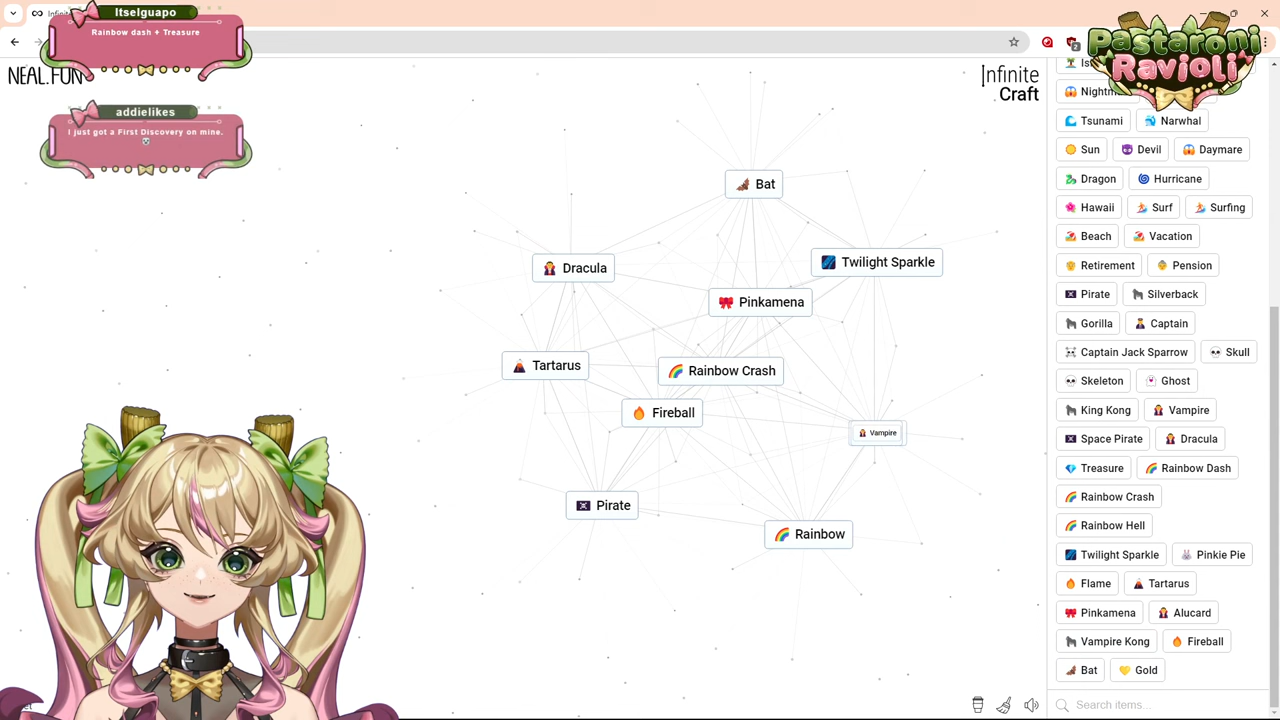 Itselguapo
Rainbow dash + Treasure
NEAL.FUN
addielikes
I just got a First Discovery on mine.
Pastaroni
Ravioli
Infinite
Craft
Bat
Dracula
Twilight Sparkle
Pinkamena
Tartarus
Rainbow Crash
Fireball
Vampire
Pirate
Rainbow
Tsunami Narwhal
Sun Devil Daymare
Dragon Hurricane
Hawaii Surf Surfing
Beach Vacation
Retirement Pension
Pirate Silverback
Gorilla Captain
Captain Jack Sparrow Skull
Skeleton Ghost
King Kong Vampire
Space Pirate Dracula
Treasure Rainbow Dash
Rainbow Crash
Rainbow Hell
Twilight Sparkle Pinkie Pie
Flame Tartarus
Pinkamena Alucard
Vampire Kong Fireball
Bat Gold
Search items...